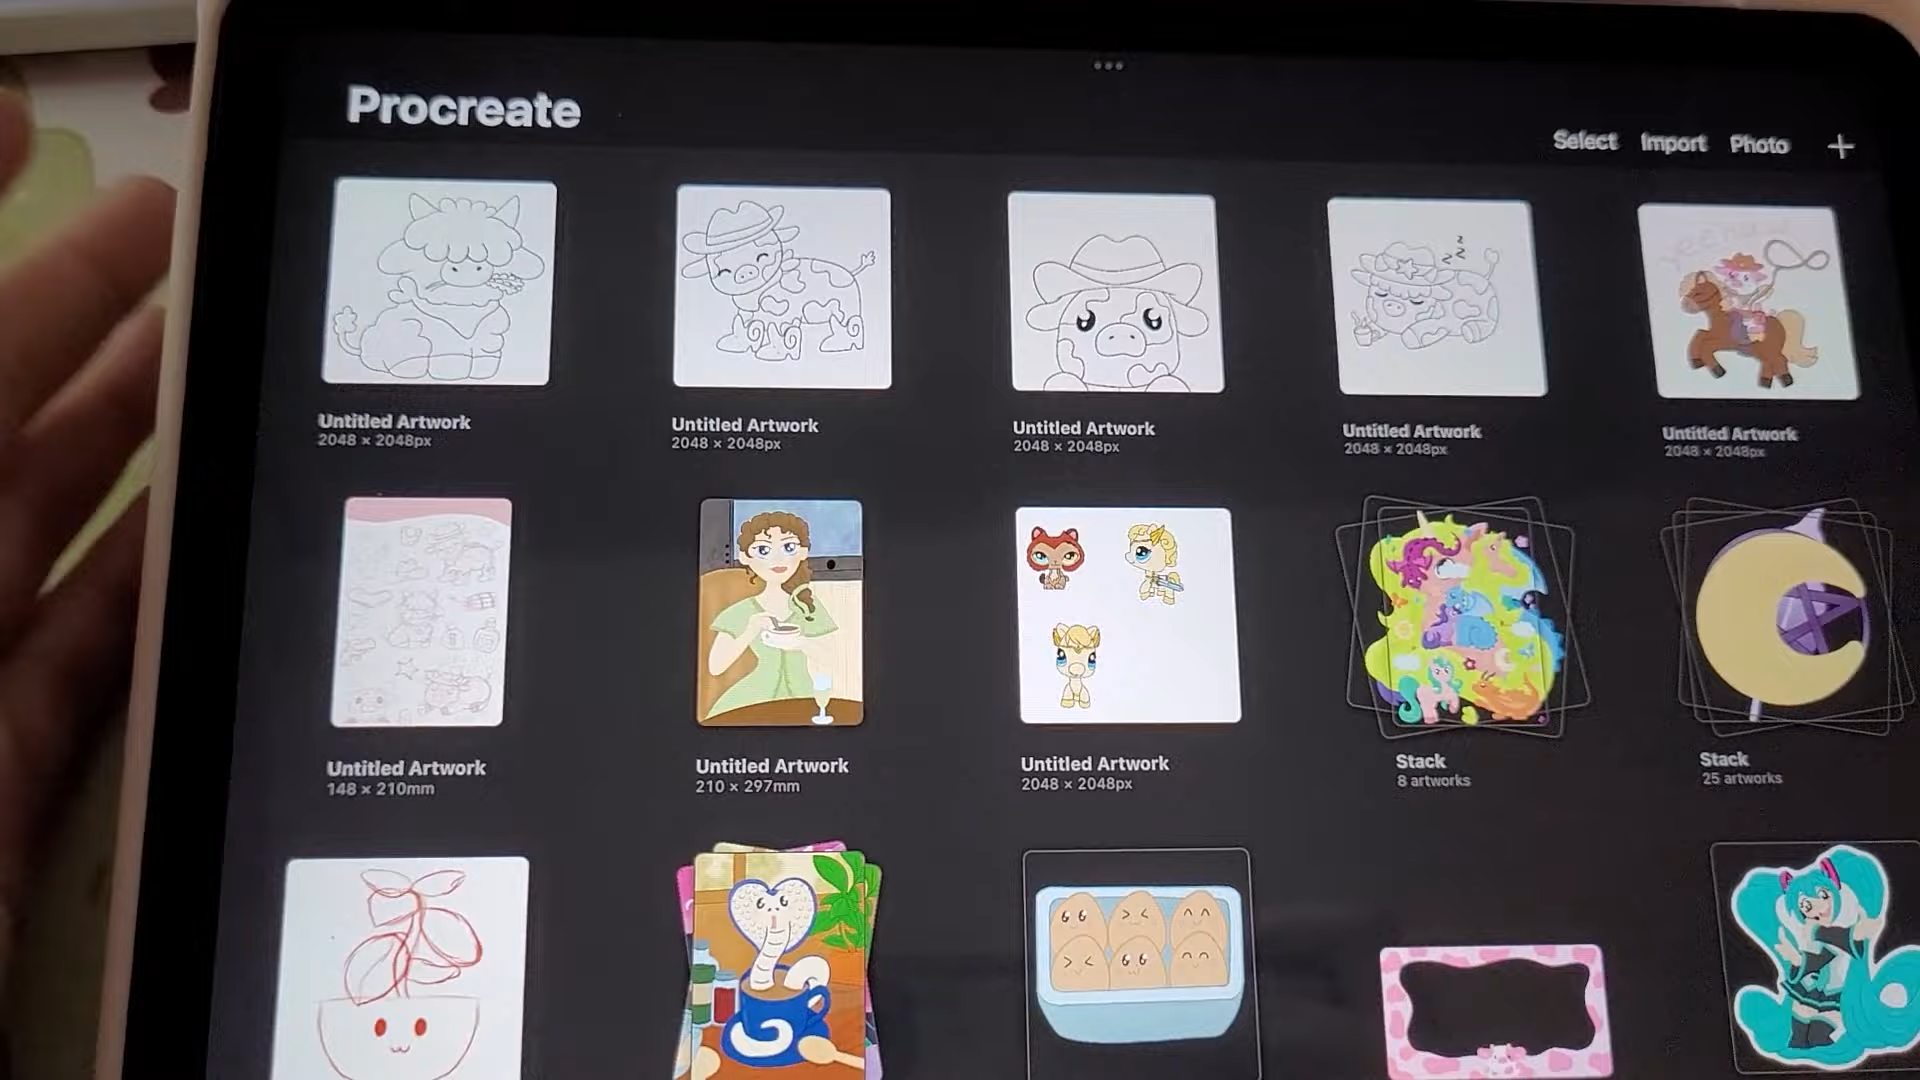 Procreate
Select Import Photo +
Untitled Artwork
2048 × 2048px
Untitled Artwork
2048 × 2048px
Untitled Artwork
2048 × 2048px
Untitled Artwork
2048 × 2048px
Untitled Artwork
2048 × 2048px
z
z z
Untitled Artwork
148 × 210mm
Untitled Artwork
210 × 297mm
Untitled Artwork
2048 × 2048px
Stack
8 artworks
Stack
25 artworks